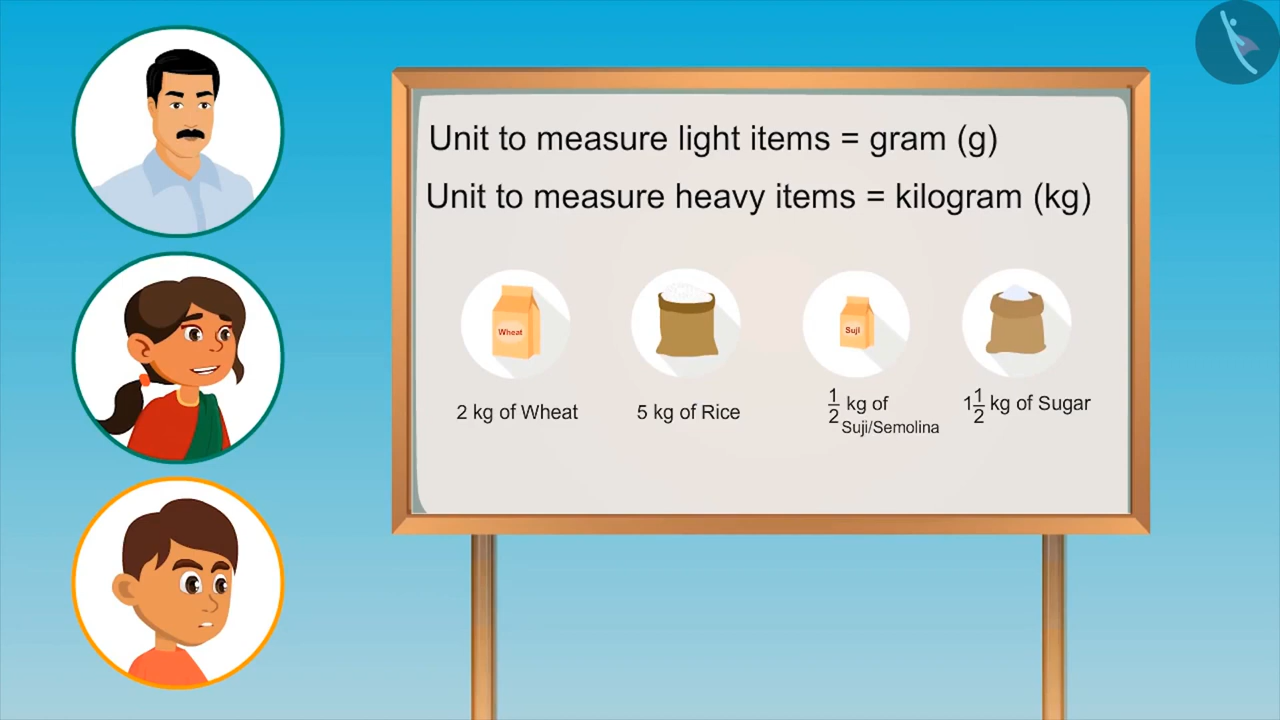 Unit to measure light items = gram (g)
Unit to measure heavy items = kilogram (kg)
Wheat
Suji
2 kg of Wheat
5 kg of Rice
1/2 kg of
Suji/Semolina
1 1/2 kg of Sugar